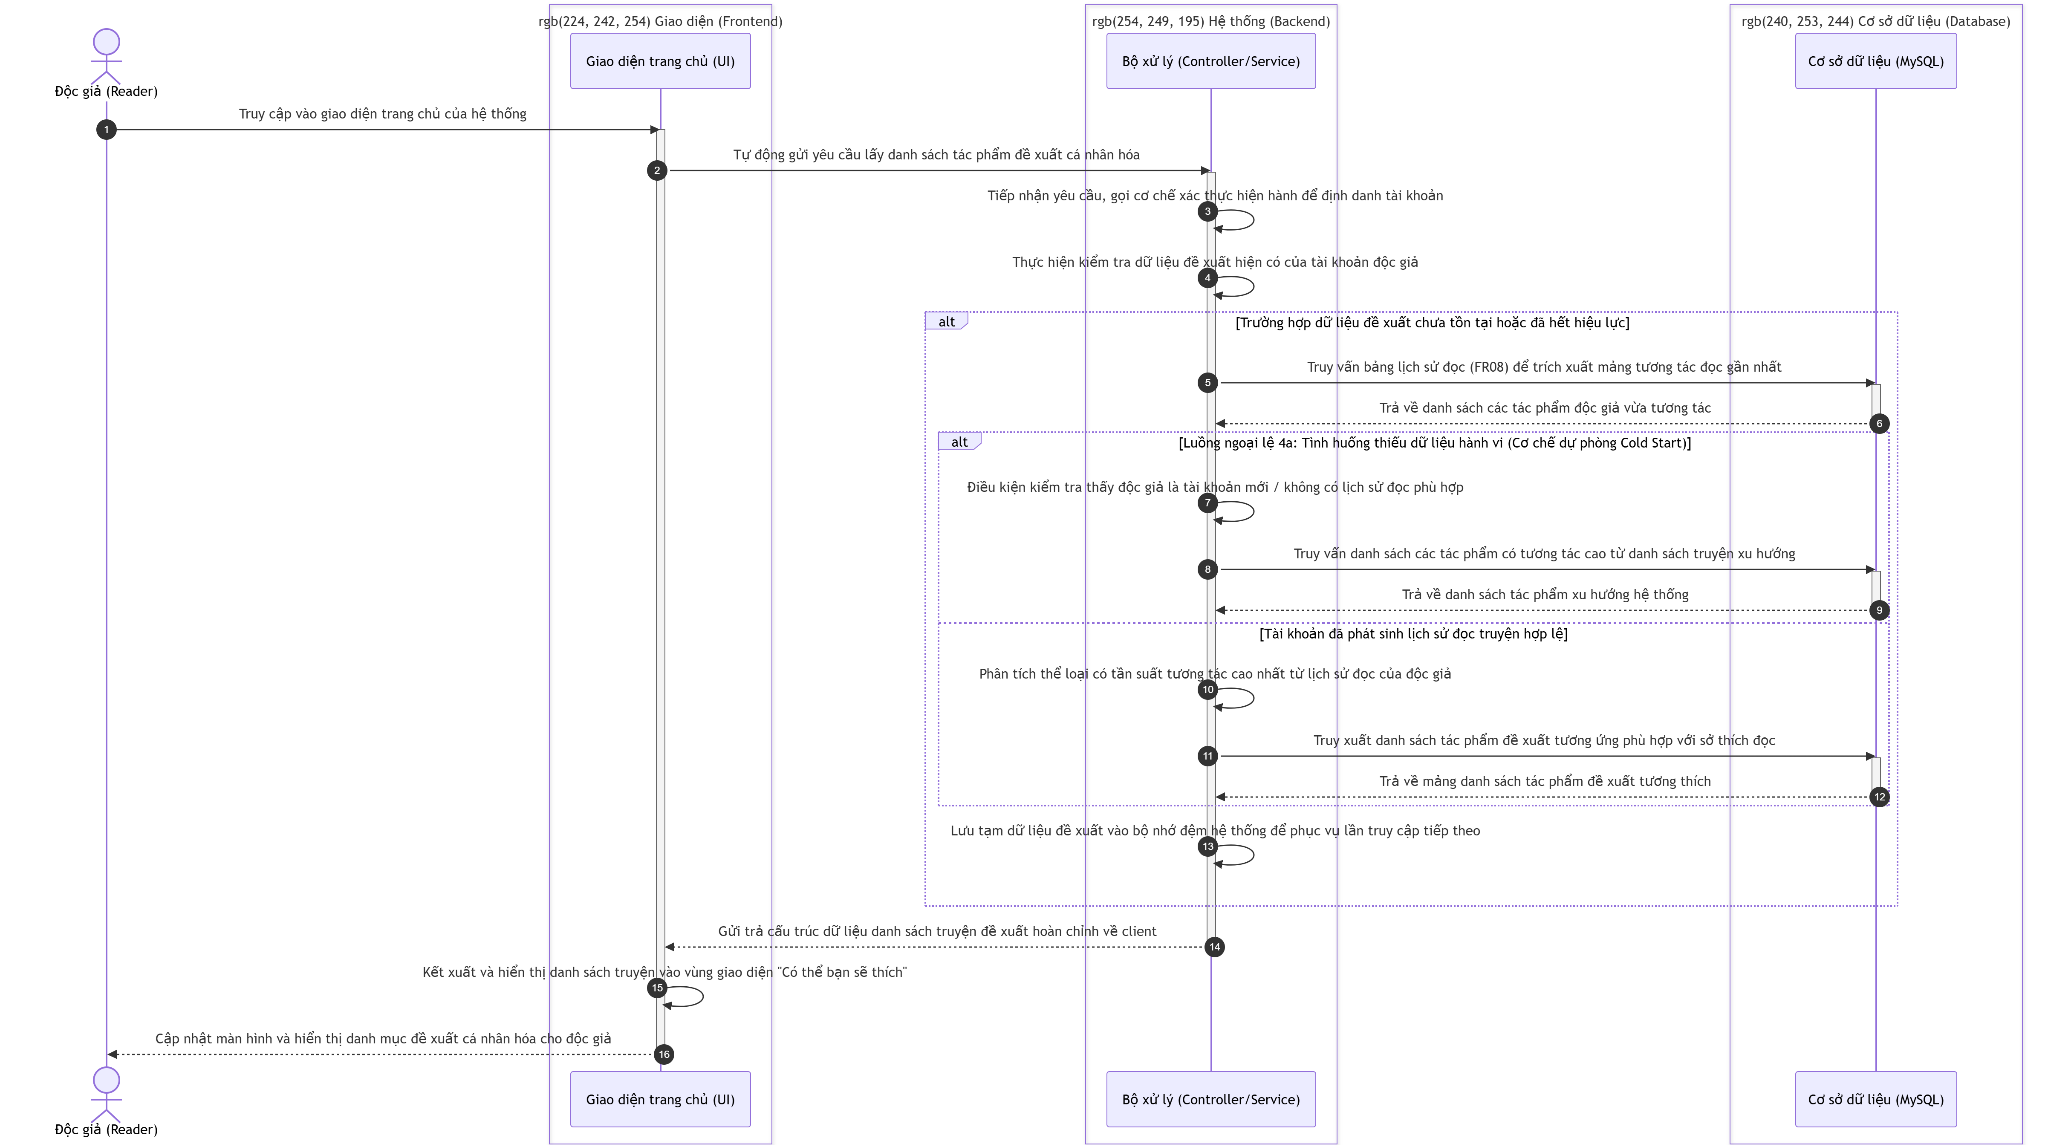 rgb(224, 242, 254) Giao diện (Frontend)
rgb(254, 249, 195) Hệ thống (Backend)
rgb(240, 253, 244) Cơ sở dữ liệu (Database)
Độc giả (Reader)
Giao diện trang chủ (UI)
Bộ xử lý (Controller/Service)
Cơ sở dữ liệu (MySQL)
Truy cập vào giao diện trang chủ của hệ thống
1
Tự động gửi yêu cầu lấy danh sách tác phẩm đề xuất cá nhân hóa
2
Tiếp nhận yêu cầu, gọi cơ chế xác thực hiện hành để định danh tài khoản
3
Thực hiện kiểm tra dữ liệu đề xuất hiện có của tài khoản độc giả
4
alt
[Trường hợp dữ liệu đề xuất chưa tồn tại hoặc đã hết hiệu lực]
Truy vấn bảng lịch sử đọc (FR08) để trích xuất mảng tương tác đọc gần nhất
5
Trả về danh sách các tác phẩm độc giả vừa tương tác
6
alt
[Luồng ngoại lệ 4a: Tình huống thiếu dữ liệu hành vi (Cơ chế dự phòng Cold Start)]
Điều kiện kiểm tra thấy độc giả là tài khoản mới / không có lịch sử đọc phù hợp
7
Truy vấn danh sách các tác phẩm có tương tác cao từ danh sách truyện xu hướng
8
Trả về danh sách tác phẩm xu hướng hệ thống
9
[Tài khoản đã phát sinh lịch sử đọc truyện hợp lệ]
Phân tích thể loại có tần suất tương tác cao nhất từ lịch sử đọc của độc giả
10
Truy xuất danh sách tác phẩm đề xuất tương ứng phù hợp với sở thích đọc
11
Trả về mảng danh sách tác phẩm đề xuất tương thích
12
Lưu tạm dữ liệu đề xuất vào bộ nhớ đệm hệ thống để phục vụ lần truy cập tiếp theo
13
Gửi trả cấu trúc dữ liệu danh sách truyện đề xuất hoàn chỉnh về client
14
Kết xuất và hiển thị danh sách truyện vào vùng giao diện "Có thể bạn sẽ thích"
15
Cập nhật màn hình và hiển thị danh mục đề xuất cá nhân hóa cho độc giả
16
Độc giả (Reader)
Giao diện trang chủ (UI)
Bộ xử lý (Controller/Service)
Cơ sở dữ liệu (MySQL)